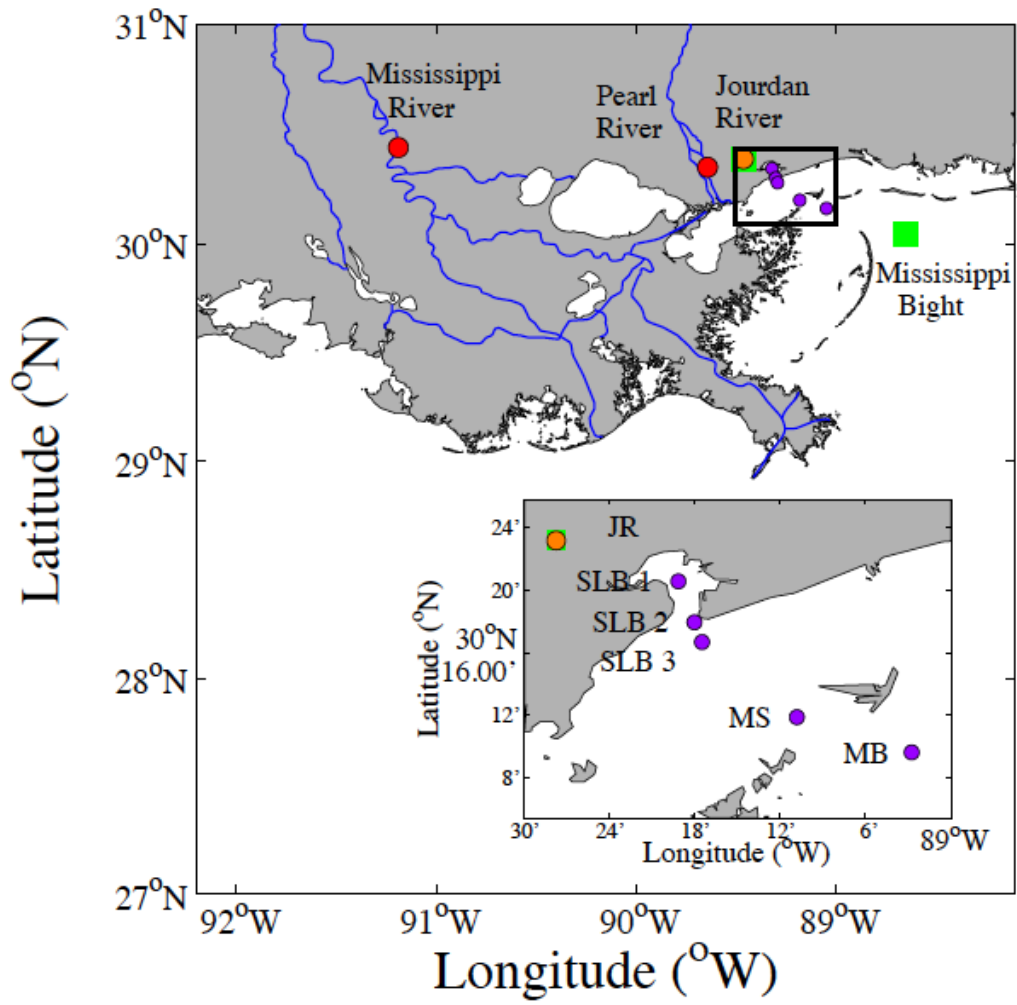 31°N
30°N
29°N
28°N
27°N
Latitude (°N)
Mississippi
River
Pearl
River
Jourdan
River
Mississippi
Bight
24’
20’
30°N
16.00’
12’
8’
Latitude (°N)
JR
SLB 1
SLB 2
SLB 3
MS
MB
30’
24’
18’
12’
6’
89°W
Longitude (°W)
92°W
91°W
90°W
89°W
Longitude (°W)